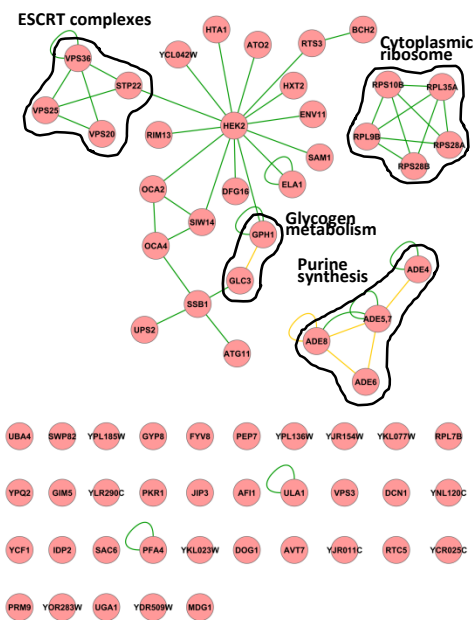 ESCRT complexes
HTA1
BCH2
ATO2
RTS3
YCL042W
Cytoplasmic
ribosome
VPS36
STP22
HXT2
RPS10B
RPL35A
VPS25
ENV11
VPS20
RIM13
HEK2
RPL9B
RPS28A
RPS28B
SAM1
OCA2
DFG16
ELA1
SIW14
Glycogen
metabolism
GPH1
OCA4
GLC3
Purine
synthesis
ADE4
SSB1
ADE5,7
UPS2
ADE8
ATG11
ADE6
UBA4 SWP82 YPL185W GYP8 FYV8 PEP7 YPL136W YJR154W YKL077W RPL7B
YPQ2 GIM5 YLR290C PKR1 JIP3 AFI1 ULA1 VPS3 DCN1 YNL120C
YCF1 IDP2 SAC6 PFA4 YKL023W DOG1 AVT7 YJR011C RTC5 YCR025C
PRM9 YOR283W UGA1 YDR509W MDG1